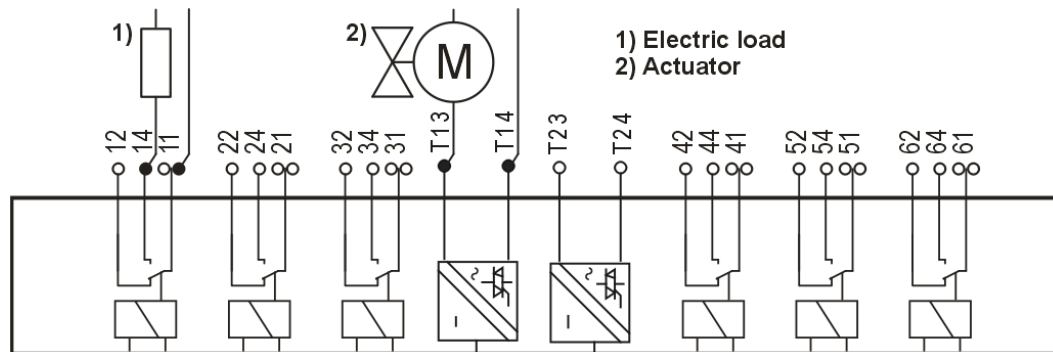 1)
2)
M
1) Electric load
2) Actuator
12 14 11 22 24 21 32 34 31 T13 T14 T23 T24 42 44 41 52 54 51 62 64 61